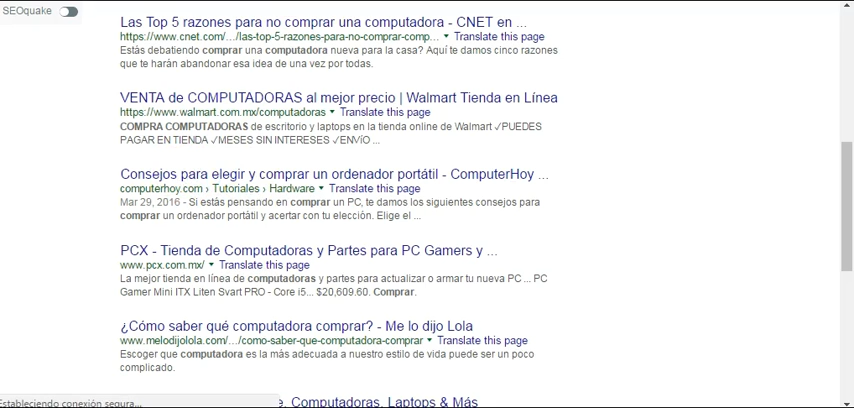 SEOquake
Las Top 5 razones para no comprar una computadora - CNET en ...
https://www.cnet.com/.../las-top-5-razones-para-no-comprar-comp... ▼ Translate this page
Estás debatiendo comprar una computadora nueva para la casa? Aquí te damos cinco razones
que te harán abandonar esa idea de una vez por todas.
VENTA de COMPUTADORAS al mejor precio | Walmart Tienda en Línea
https://www.walmart.com.mx/computadoras ▼ Translate this page
COMPRA COMPUTADORAS de escritorio y laptops en la tienda online de Walmart ✓PUEDES
PAGAR EN TIENDA ✓MESES SIN INTERESES ✓ENVÍO ...
Consejos para elegir y comprar un ordenador portátil - ComputerHoy ...
computerhoy.com › Tutoriales › Hardware ▼ Translate this page
Mar 29, 2016 - Si estás pensando en comprar un PC, te damos los siguientes consejos para
comprar un ordenador portátil y acertar con tu elección. Elige el ...
PCX - Tienda de Computadoras y Partes para PC Gamers y ...
www.pcx.com.mx/ ▼ Translate this page
La mejor tienda en línea de computadoras y partes para actualizar o armar tu nueva PC ... PC
Gamer Mini ITX Liten Svart PRO - Core i5... $20,609.60. Comprar.
¿Cómo saber qué computadora comprar? - Me lo dijo Lola
www.melodijolola.com/.../como-saber-que-computadora-comprar ▼ Translate this page
Escoger que computadora es la más adecuada a nuestro estilo de vida puede ser un poco
complicado.
Estableciendo conexión segura...
e, Computadoras, Laptops & Más